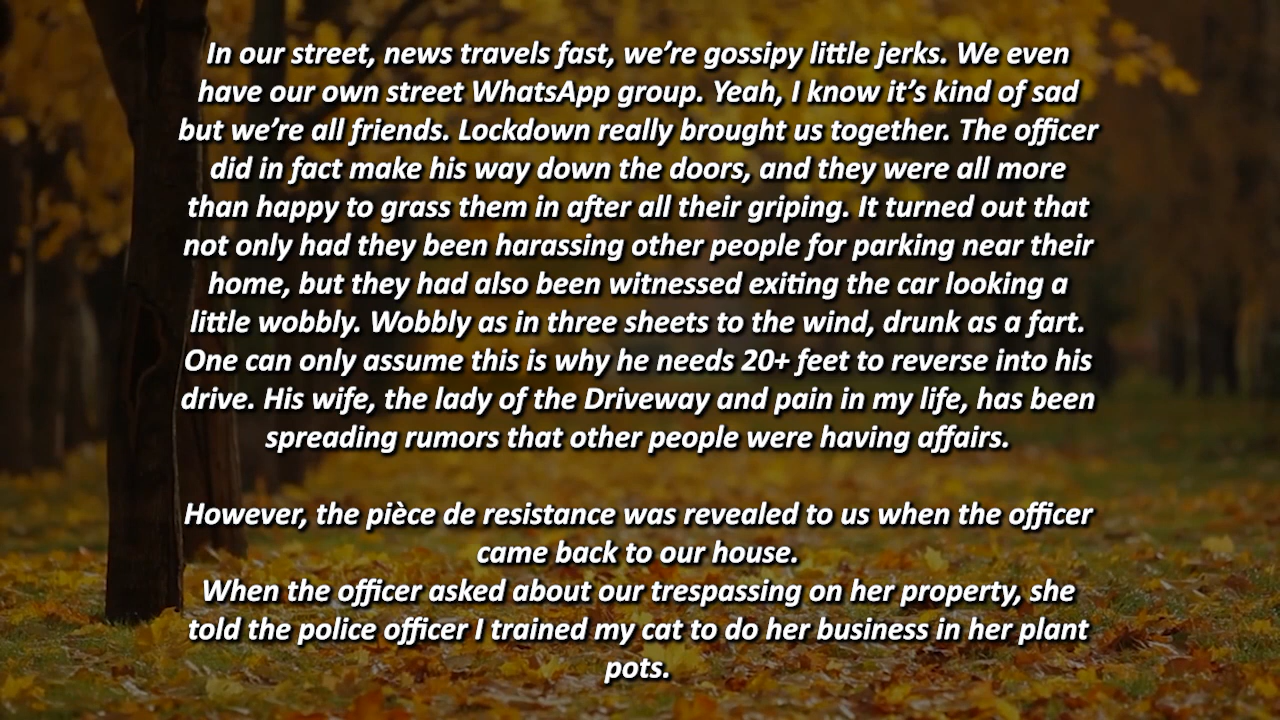 In our street, news travels fast, we’re gossipy little jerks. We even
have our own street WhatsApp group. Yeah, I know it’s kind of sad
but we’re all friends. Lockdown really brought us together. The officer
did in fact make his way down the doors, and they were all more
than happy to grass them in after all their griping. It turned out that
not only had they been harassing other people for parking near their
home, but they had also been witnessed exiting the car looking a
little wobbly. Wobbly as in three sheets to the wind, drunk as a fart.
One can only assume this is why he needs 20+ feet to reverse into his
drive. His wife, the lady of the Driveway and pain in my life, has been
spreading rumors that other people were having affairs.

However, the pièce de resistance was revealed to us when the officer
came back to our house.
When the officer asked about our trespassing on her property, she
told the police officer I trained my cat to do her business in her plant
pots.